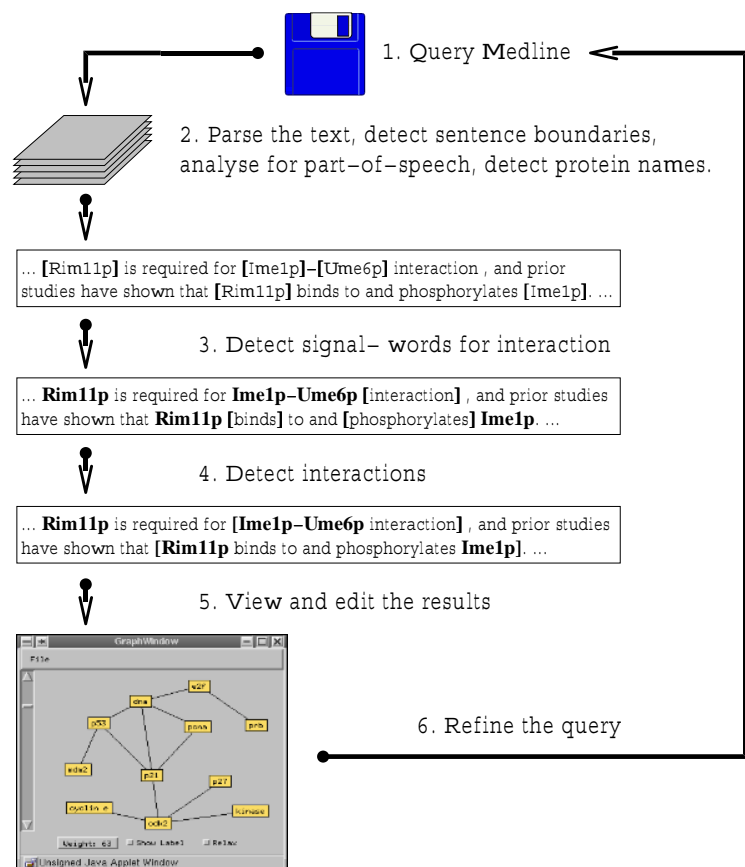 1. Query Medline
2. Parse the text, detect sentence boundaries,
analyse for part–of–speech, detect protein names.
... [Rim11p] is required for [Ime1p]–[Ume6p] interaction , and prior
studies have shown that [Rim11p] binds to and phosphorylates [Ime1p]. ...
3. Detect signal– words for interaction
... Rim11p is required for Ime1p–Ume6p [interaction] , and prior studies
have shown that Rim11p [binds] to and [phosphorylates] Ime1p. ...
4. Detect interactions
... Rim11p is required for [Ime1p–Ume6p interaction] , and prior studies
have shown that [Rim11p binds to and phosphorylates Ime1p]. ...
5. View and edit the results
GraphWindow
File
e2f
dna
p53
pcna
prb
mdm2
p21
p27
cyclin e
kinase
cdk2
Weight: 63 Show Label Relax
Unsigned Java Applet Window
6. Refine the query